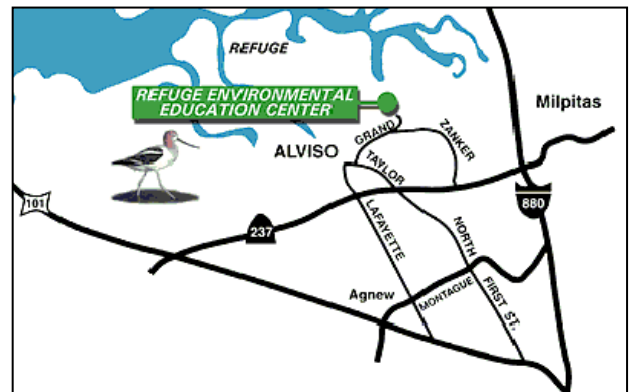 REFUGE
REFUGE ENVIRONMENTAL
EDUCATION CENTER
Milpitas
ALVISO
GRAND
ZANKER
TAYLOR
101
237
880
LAFAYETTE
NORTH
FIRST ST.
Agnew
MONTAGUE